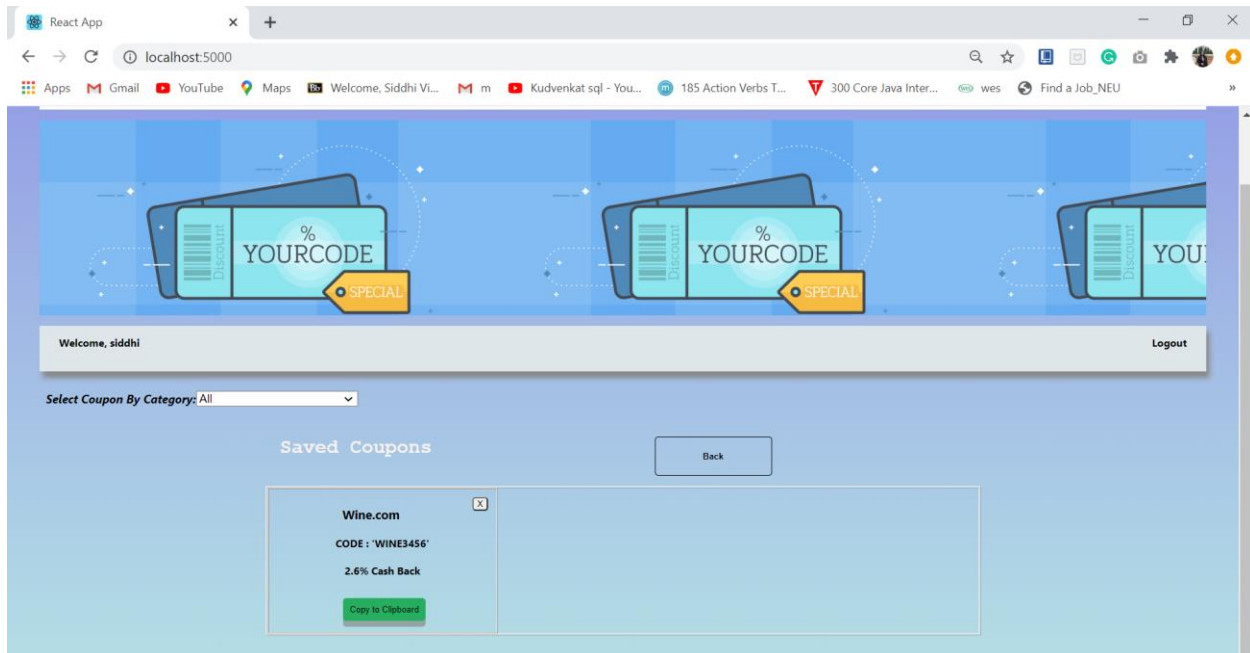 React App
localhost:5000
Apps Gmail YouTube Maps Welcome, Siddhi Vi... m Kudvenkat sql - You... 185 Action Verbs T... 300 Core Java Inter... wes Find a Job_NEU »
Discount % YOURCODE SPECIAL
Discount % YOURCODE SPECIAL
Discount YOU
Welcome, siddhi Logout
Select Coupon By Category: All
Saved Coupons Back
X
Wine.com
CODE : 'WINE3456'
2.6% Cash Back
Copy to Clipboard